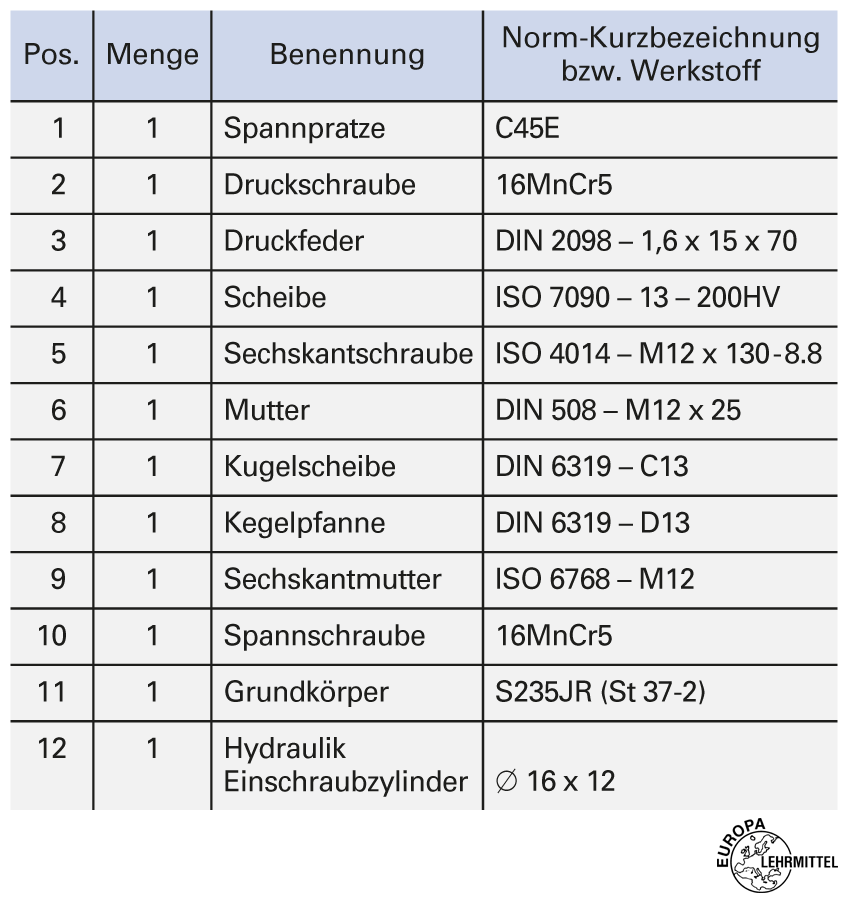 Pos. Menge Benennung Norm-Kurzbezeichnung bzw. Werkstoff
1 1 Spannpratze C45E
2 1 Druckschraube 16MnCr5
3 1 Druckfeder DIN 2098 – 1,6 x 15 x 70
4 1 Scheibe ISO 7090 – 13 – 200HV
5 1 Sechskantschraube ISO 4014 – M12 x 130-8.8
6 1 Mutter DIN 508 – M12 x 25
7 1 Kugelscheibe DIN 6319 – C13
8 1 Kegelpfanne DIN 6319 – D13
9 1 Sechskantmutter ISO 6768 – M12
10 1 Spannschraube 16MnCr5
11 1 Grundkörper S235JR (St 37-2)
12 1 Hydraulik
Einschraubzylinder ∅ 16 x 12
EUROPA
LEHRMITTEL